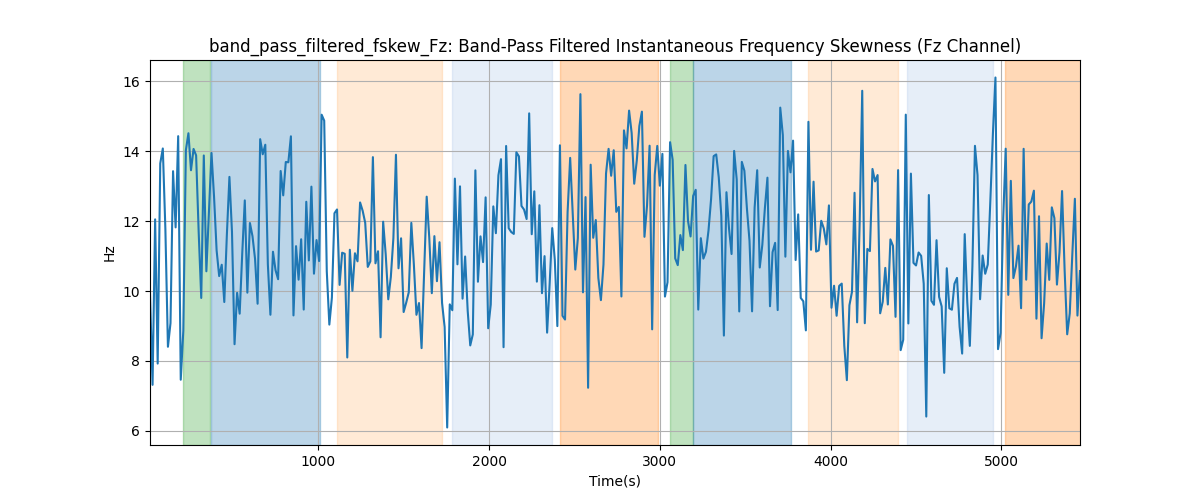 band_pass_filtered_fskew_Fz: Band-Pass Filtered Instantaneous Frequency Skewness (Fz Channel)
16
14
12
10
8
6
Hz
1000 2000 3000 4000 5000
Time(s)